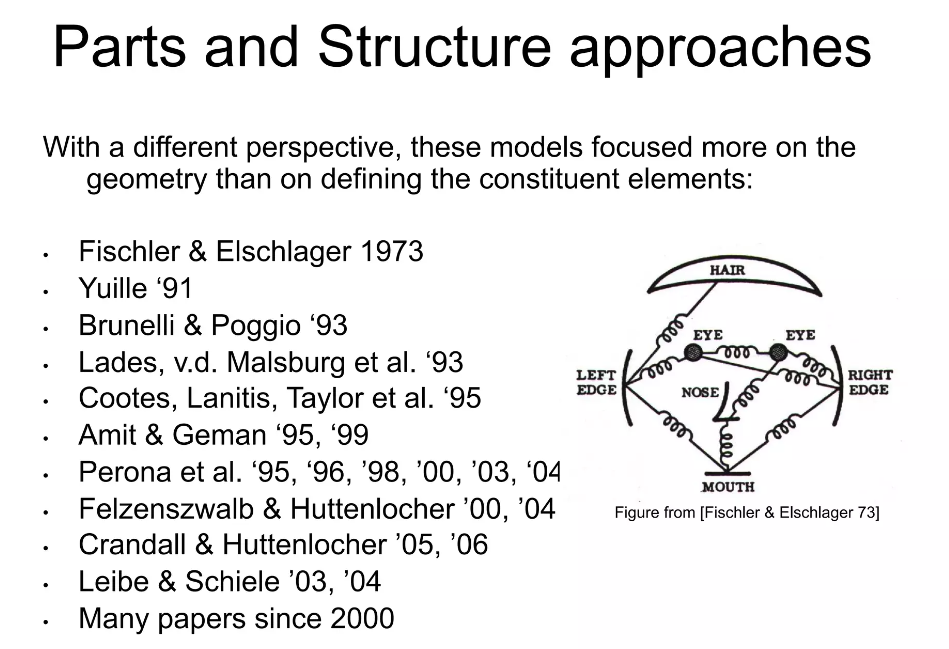 Parts and Structure approaches
With a different perspective, these models focused more on the
geometry than on defining the constituent elements:
• Fischler & Elschlager 1973
• Yuille ‘91
• Brunelli & Poggio ‘93
• Lades, v.d. Malsburg et al. ‘93
• Cootes, Lanitis, Taylor et al. ‘95
• Amit & Geman ‘95, ‘99
• Perona et al. ‘95, ‘96, ’98, ’00, ’03, ‘04
• Felzenszwalb & Huttenlocher ’00, ’04
• Crandall & Huttenlocher ’05, ’06
• Leibe & Schiele ’03, ’04
• Many papers since 2000
HAIR
EYE
EYE
LEFT
EDGE
NOSE
RIGHT
EDGE
MOUTH
Figure from [Fischler & Elschlager 73]